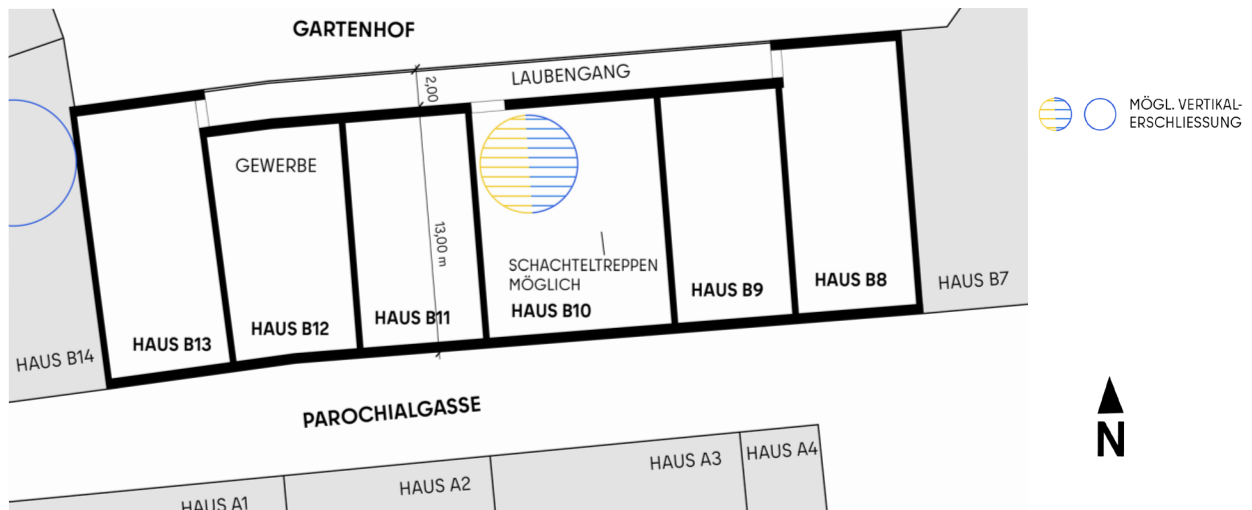 GARTENHOF
LAUBENGANG
2,00
MÖGL. VERTIKAL-
ERSCHLIESSUNG
GEWERBE
13,00 m
SCHACHTELTREPPEN
MÖGLICH
HAUS B14
HAUS B13
HAUS B12
HAUS B11
HAUS B10
HAUS B9
HAUS B8
HAUS B7
PAROCHIALGASSE
HAUS A1
HAUS A2
HAUS A3
HAUS A4
N